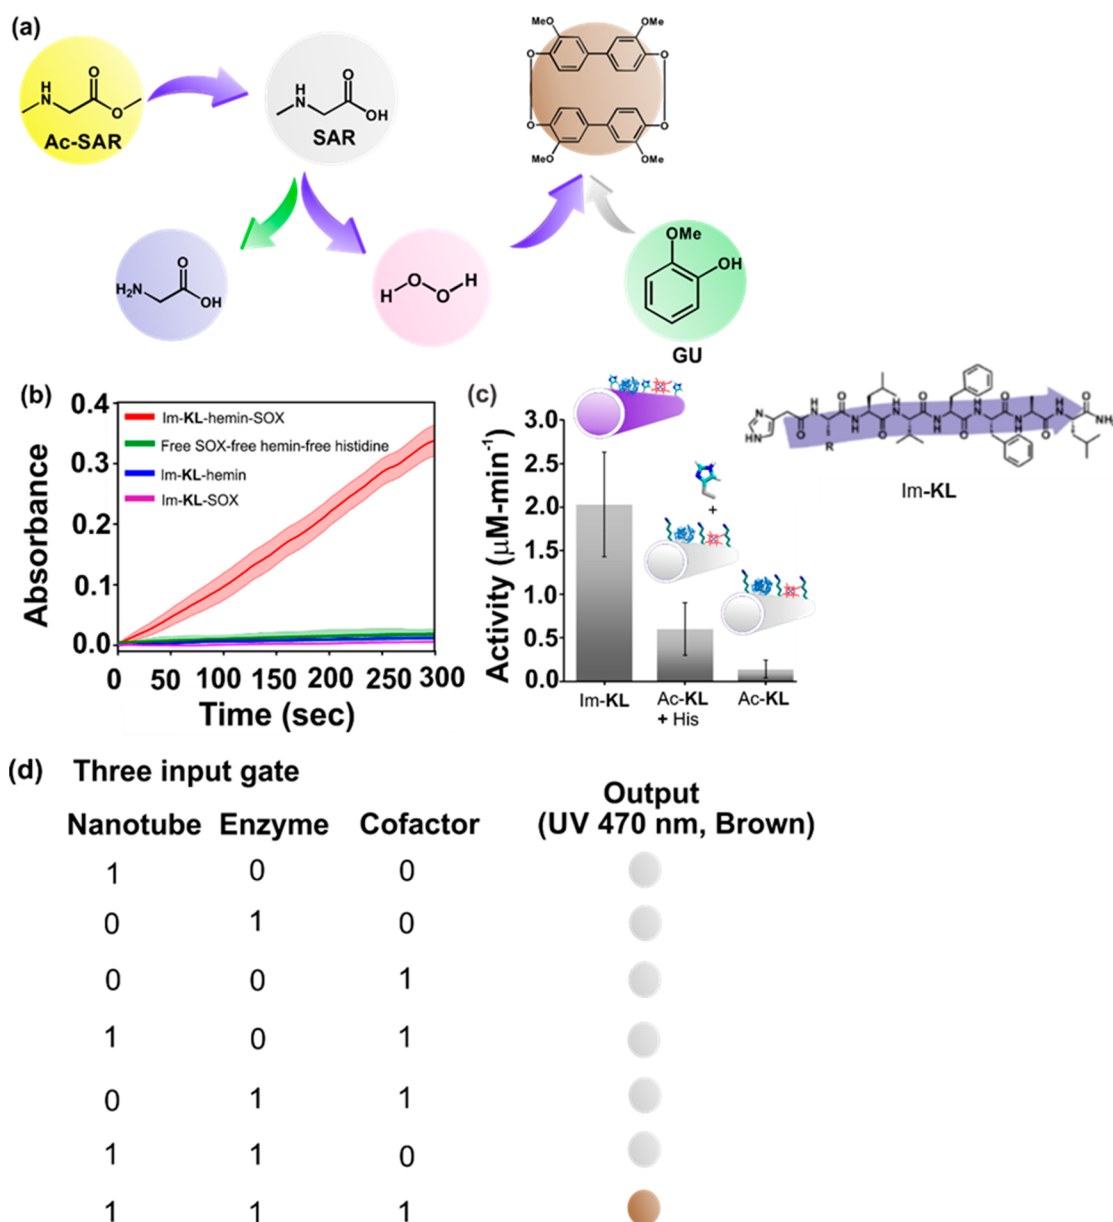 (a)
MeO
OMe
O
O
O
O
MeO
OMe
H
N
O
O
Ac-SAR
H
N
O
OH
SAR
H₂N
O
OH
H
O
O
H
OMe
OH
GU
(b)
0.4
0.3
0.2
0.1
0.0
Absorbance
Im-KL-hemin-SOX
Free SOX-free hemin-free histidine
Im-KL-hemin
Im-KL-SOX
0 50 100 150 200 250 300
Time (sec)
(c)
3.0
2.5
2.0
1.5
1.0
0.5
0.0
Activity (µM-min⁻¹)
+
Im-KL
Ac-KL
+ His
Ac-KL
N
HN
O
H
N
R
O
N
H
O
H
N
O
N
H
O
H
N
O
N
H
O
H
N
O
NH₂
Im-KL
(d) Three input gate
Output
Nanotube Enzyme Cofactor (UV 470 nm, Brown)
1 0 0
0 1 0
0 0 1
1 0 1
0 1 1
1 1 0
1 1 1